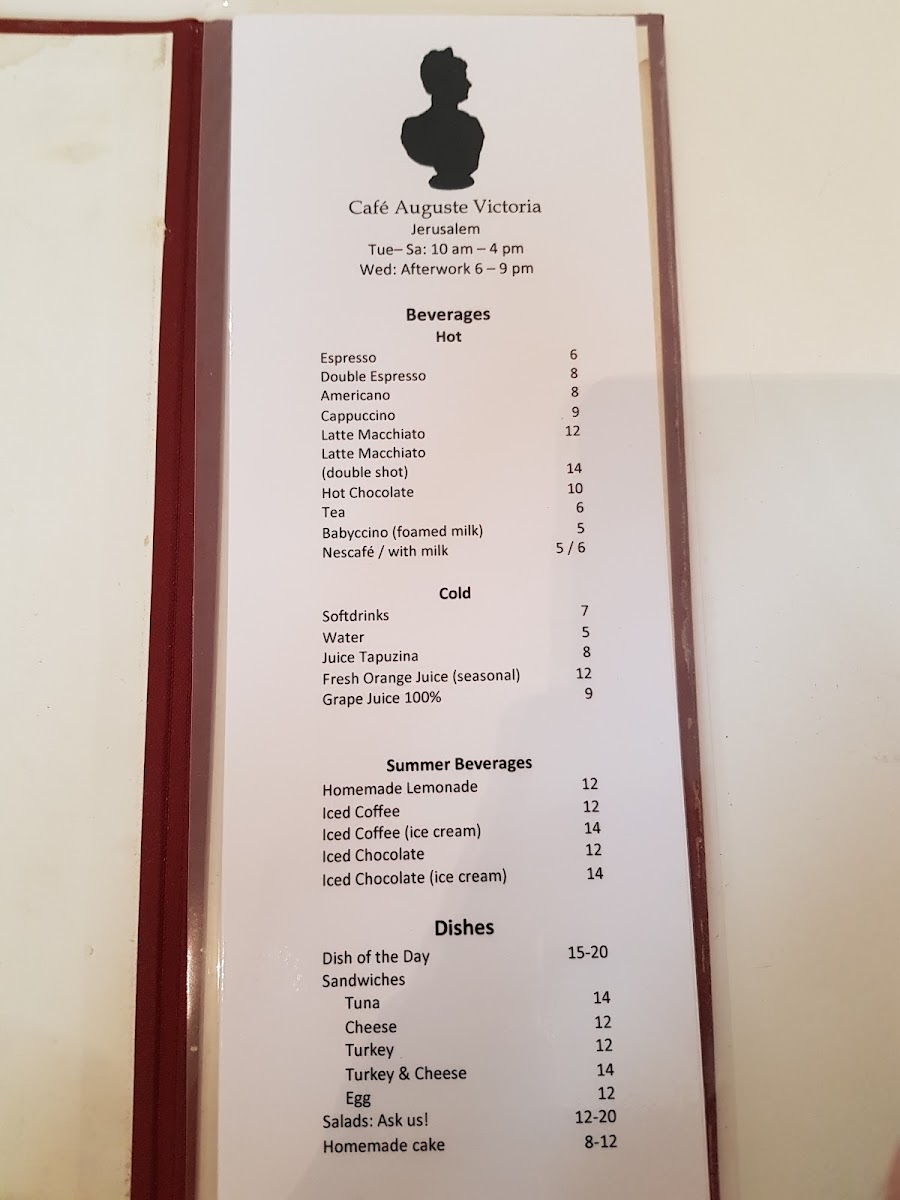 Café Auguste Victoria
Jerusalem
Tue– Sa: 10 am – 4 pm
Wed: Afterwork 6 – 9 pm
Beverages
Hot
Espresso 6
Double Espresso 8
Americano 8
Cappuccino 9
Latte Macchiato 12
Latte Macchiato
(double shot) 14
Hot Chocolate 10
Tea 6
Babyccino (foamed milk) 5
Nescafé / with milk 5 / 6
Cold
Softdrinks 7
Water 5
Juice Tapuzina 8
Fresh Orange Juice (seasonal) 12
Grape Juice 100% 9
Summer Beverages
Homemade Lemonade 12
Iced Coffee 12
Iced Coffee (ice cream) 14
Iced Chocolate 12
Iced Chocolate (ice cream) 14
Dishes
Dish of the Day 15-20
Sandwiches
Tuna 14
Cheese 12
Turkey 12
Turkey & Cheese 14
Egg 12
Salads: Ask us! 12-20
Homemade cake 8-12